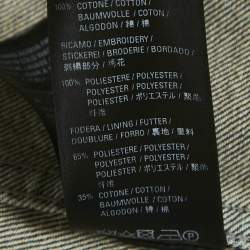 100% COTONE / COTTON /
BAUMWOLLE / COTON /
ALGODON / 綿 / 棉
RICAMO / EMBROIDERY /
STICKEREI / BRODERIE / BORDADO /
刺繍部分 / 绣花
100% POLIESTERE / POLYESTER /
POLYESTER / POLYESTER /
POLIESTER / ポリエステル / 聚酯
纤维
FODERA / LINING / FUTTER /
DOUBLURE / FORRO / 裏地 / 里料
65% POLIESTERE / POLYESTER /
POLYESTER / POLYESTER /
POLIESTER / ポリエステル / 聚酯
纤维
35% COTONE / COTTON /
BAUMWOLLE / COTON /
ALGODON / 綿 / 棉